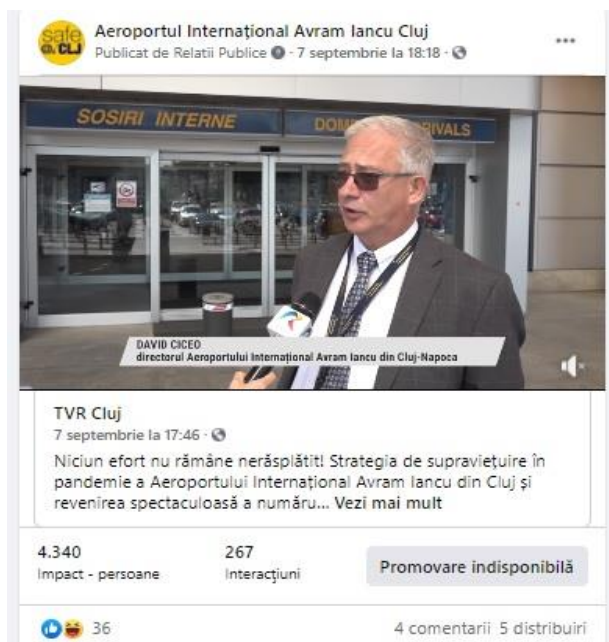 safe
@ CLJ
Aeroportul Internațional Avram Iancu Cluj
Publicat de Relatii Publice · 7 septembrie la 18:18 ·
SOSIRI INTERNE
DOM RIVALS
DAVID CICEO
directorul Aeroportului Internațional Avram Iancu din Cluj-Napoca
TVR Cluj
7 septembrie la 17:46 ·
Niciun efort nu rămâne nerăsplătit! Strategia de supraviețuire în
pandemie a Aeroportului Internațional Avram Iancu din Cluj și
revenirea spectaculoasă a număru... Vezi mai mult
4.340
Impact - persoane
267
Interacțiuni
Promovare indisponibilă
36
4 comentarii 5 distribuiri